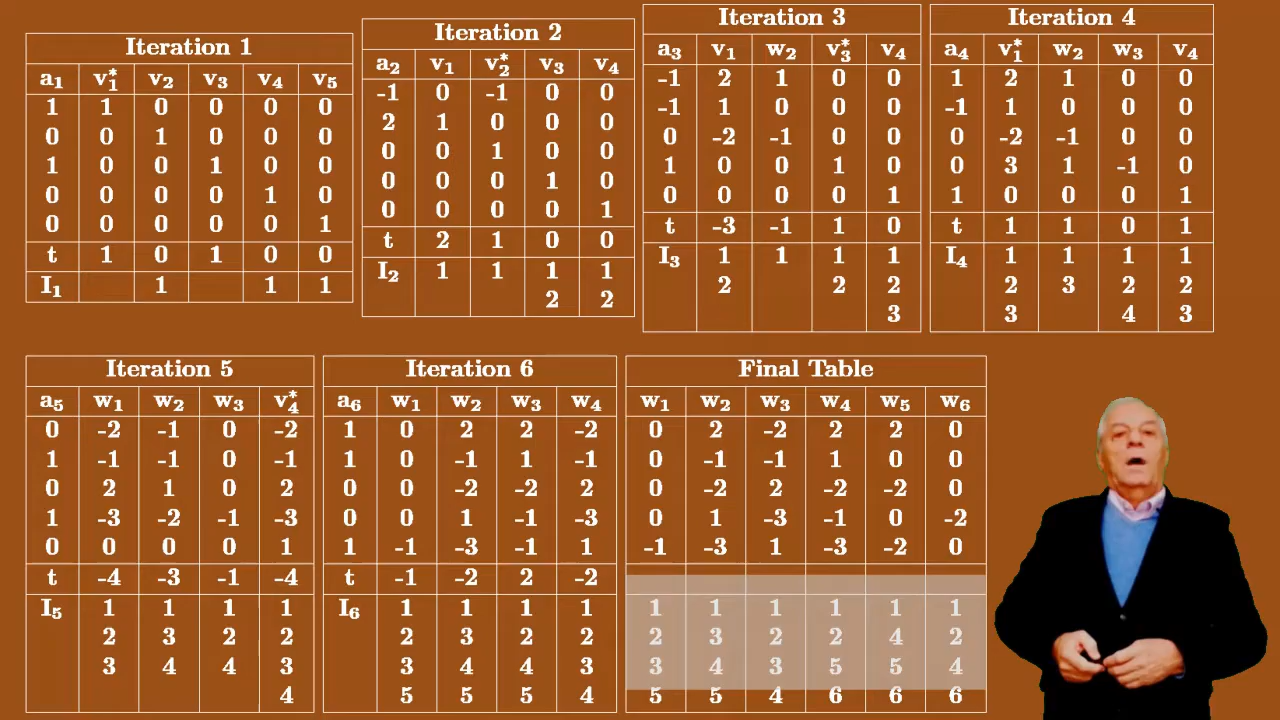 Iteration 1
a1 v1* v2 v3 v4 v5
1 1 0 0 0 0
0 0 1 0 0 0
1 0 0 1 0 0
0 0 0 0 1 0
0 0 0 0 0 1
t 1 0 1 0 0
I1 1 1 1
Iteration 2
a2 v1 v2* v3 v4
-1 0 -1 0 0
2 1 0 0 0
0 0 1 0 0
0 0 0 1 0
0 0 0 0 1
t 2 1 0 0
I2 1 1 1 1
2 2
Iteration 3
a3 v1 w2 v3* v4
-1 2 1 0 0
-1 1 0 0 0
0 -2 -1 0 0
1 0 0 1 0
0 0 0 0 1
t -3 -1 1 0
I3 1 1 1 1
2 2 2
3
Iteration 4
a4 v1* w2 w3 v4
1 2 1 0 0
-1 1 0 0 0
0 -2 -1 0 0
0 3 1 -1 0
1 0 0 0 1
t 1 1 0 1
I4 1 1 1 1
2 3 2 2
3 4 3
Iteration 5
a5 w1 w2 w3 v4*
0 -2 -1 0 -2
1 -1 -1 0 -1
0 2 1 0 2
1 -3 -2 -1 -3
0 0 0 0 1
t -4 -3 -1 -4
I5 1 1 1 1
2 3 2 2
3 4 4 3
4
Iteration 6
a6 w1 w2 w3 w4
1 0 2 2 -2
1 0 -1 1 -1
0 0 -2 -2 2
0 0 1 -1 -3
1 -1 -3 -1 1
t -1 -2 2 -2
I6 1 1 1 1
2 3 2 2
3 4 4 3
5 5 5 4
Final Table
w1 w2 w3 w4 w5 w6
0 2 -2 2 2 0
0 -1 -1 1 0 0
0 -2 2 -2 -2 0
0 1 -3 -1 0 -2
-1 -3 1 -3 -2 0
1 1 1 1 1 1
2 3 2 2 4 2
3 4 3 5 5 4
5 5 4 6 6 6